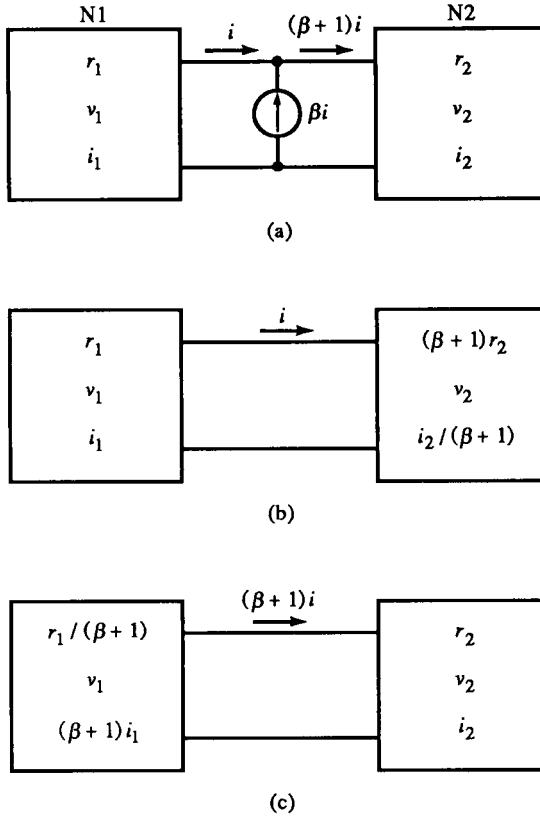 N1 N2
i (β + 1)i
r₁ r₂
v₁ βi v₂
i₁ i₂
(a)
i
r₁ (β + 1)r₂
v₁ v₂
i₁ i₂/(β + 1)
(b)
(β + 1)i
r₁/(β + 1) r₂
v₁ v₂
(β + 1)i₁ i₂
(c)